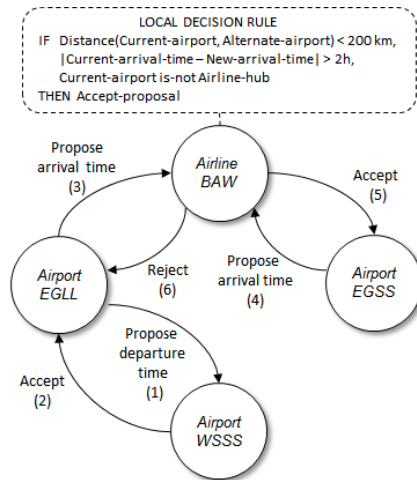 LOCAL DECISION RULE
IF Distance(Current-airport, Alternate-airport) < 200 km,
|Current-arrival-time – New-arrival-time| > 2h,
Current-airport is not Airline-hub
THEN Accept-proposal
Propose
arrival time
(3)
Airline
BAW
Accept
(5)
Airport
EGLL
Reject
(6)
Propose
arrival time
(4)
Airport
EGSS
Propose
departure
time
(1)
Accept
(2)
Airport
WSSS